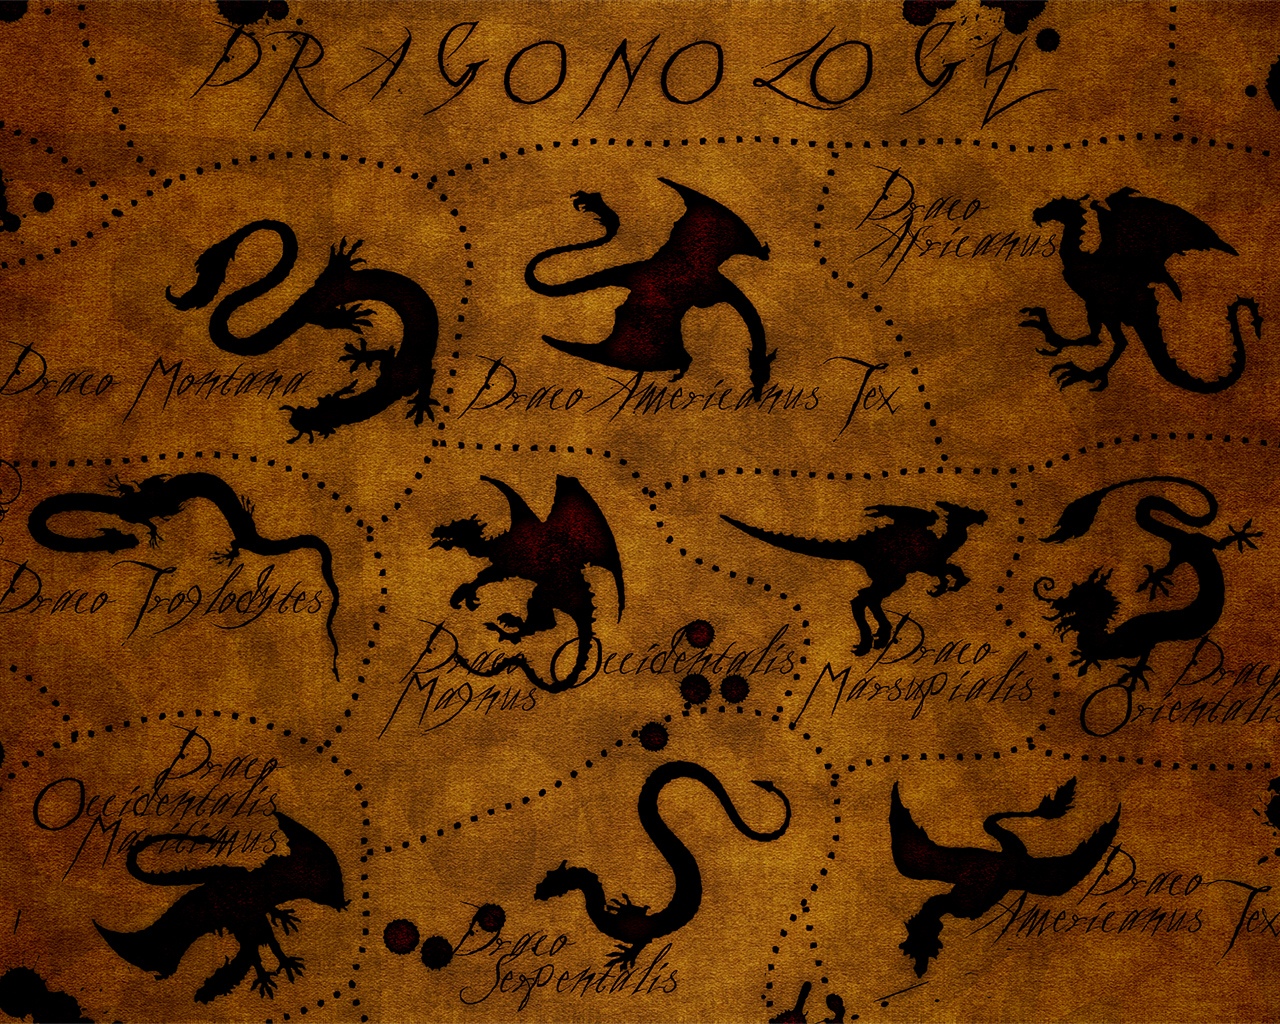 DRAGONOLOGY
Draco
Africanus
Draco Montana
Draco Americanus Tex
Draco Troglodytes
Draco Occidentalis
Magnus
Draco
Marsupialis
Draco
Orientalis
Draco
Occidentalis
Maritimus
Draco
Serpentalis
Draco
Americanus Tex